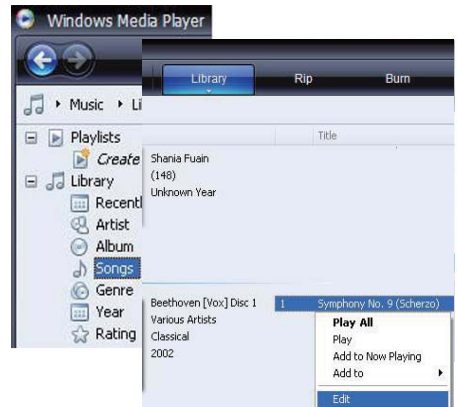 Windows Media Player
Library Rip Burn
Music Li
Playlists
Create
Library
Recentl
Artist
Album
Songs
Genre
Year
Rating
Title
Shania Fuain
(148)
Unknown Year
Beethoven [Vox] Disc 1 1 Symphony No. 9 (Scherzo)
Various Artists
Classical
2002
Play All
Play
Add to Now Playing
Add to
Edit